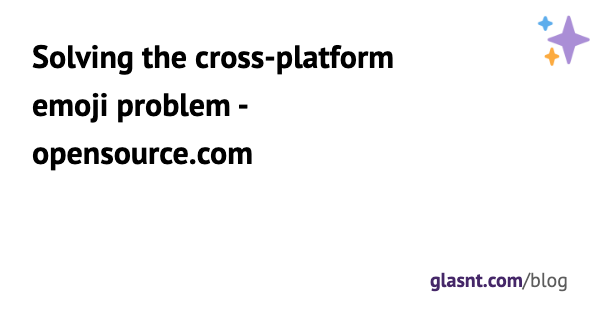 Solving the cross-platform
emoji problem -
opensource.com
glasnt.com/blog